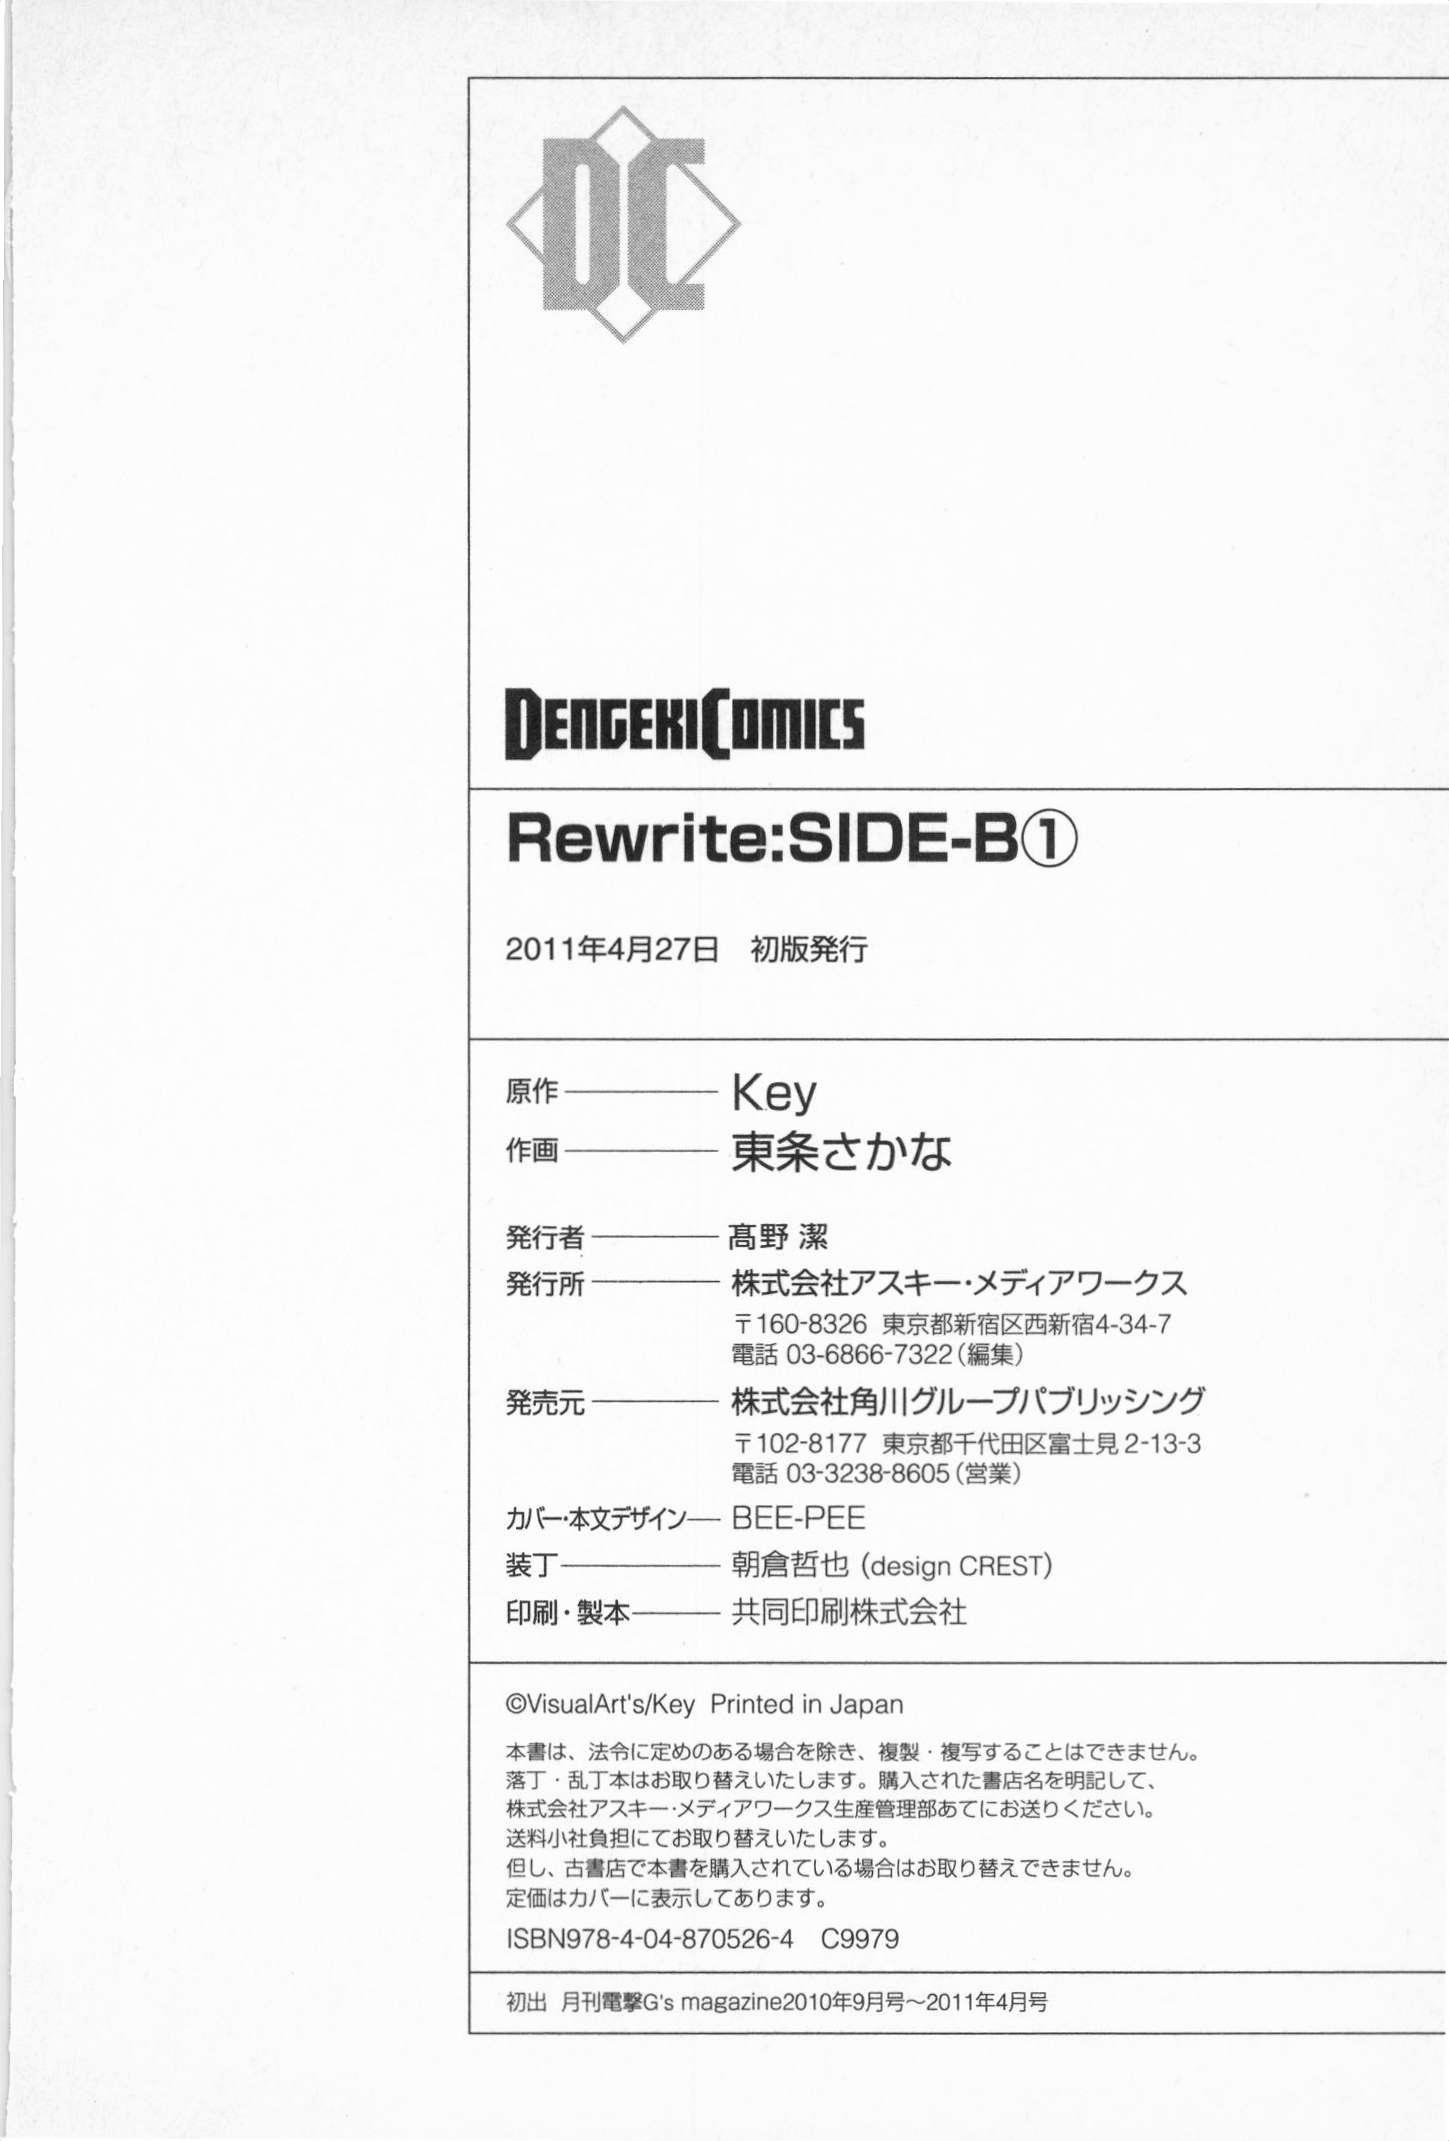 DC
DENGEKI COMICS
Rewrite:SIDE-B①
2011年4月27日　初版発行
原作 Key
作画 東条さかな
発行者 髙野 潔
発行所 株式会社アスキー・メディアワークス
〒160-8326 東京都新宿区西新宿4-34-7
電話 03-6866-7322（編集）
発売元 株式会社角川グループパブリッシング
〒102-8177 東京都千代田区富士見2-13-3
電話 03-3238-8605（営業）
カバー・本文デザイン BEE-PEE
装丁 朝倉哲也（design CREST）
印刷・製本 共同印刷株式会社
©VisualArt's/Key Printed in Japan
本書は、法令に定めのある場合を除き、複製・複写することはできません。
落丁・乱丁本はお取り替えいたします。購入された書店名を明記して、
株式会社アスキー・メディアワークス生産管理部あてにお送りください。
送料小社負担にてお取り替えいたします。
但し、古書店で本書を購入されている場合はお取り替えできません。
定価はカバーに表示してあります。
ISBN978-4-04-870526-4　C9979
初出 月刊電撃G's magazine2010年9月号～2011年4月号